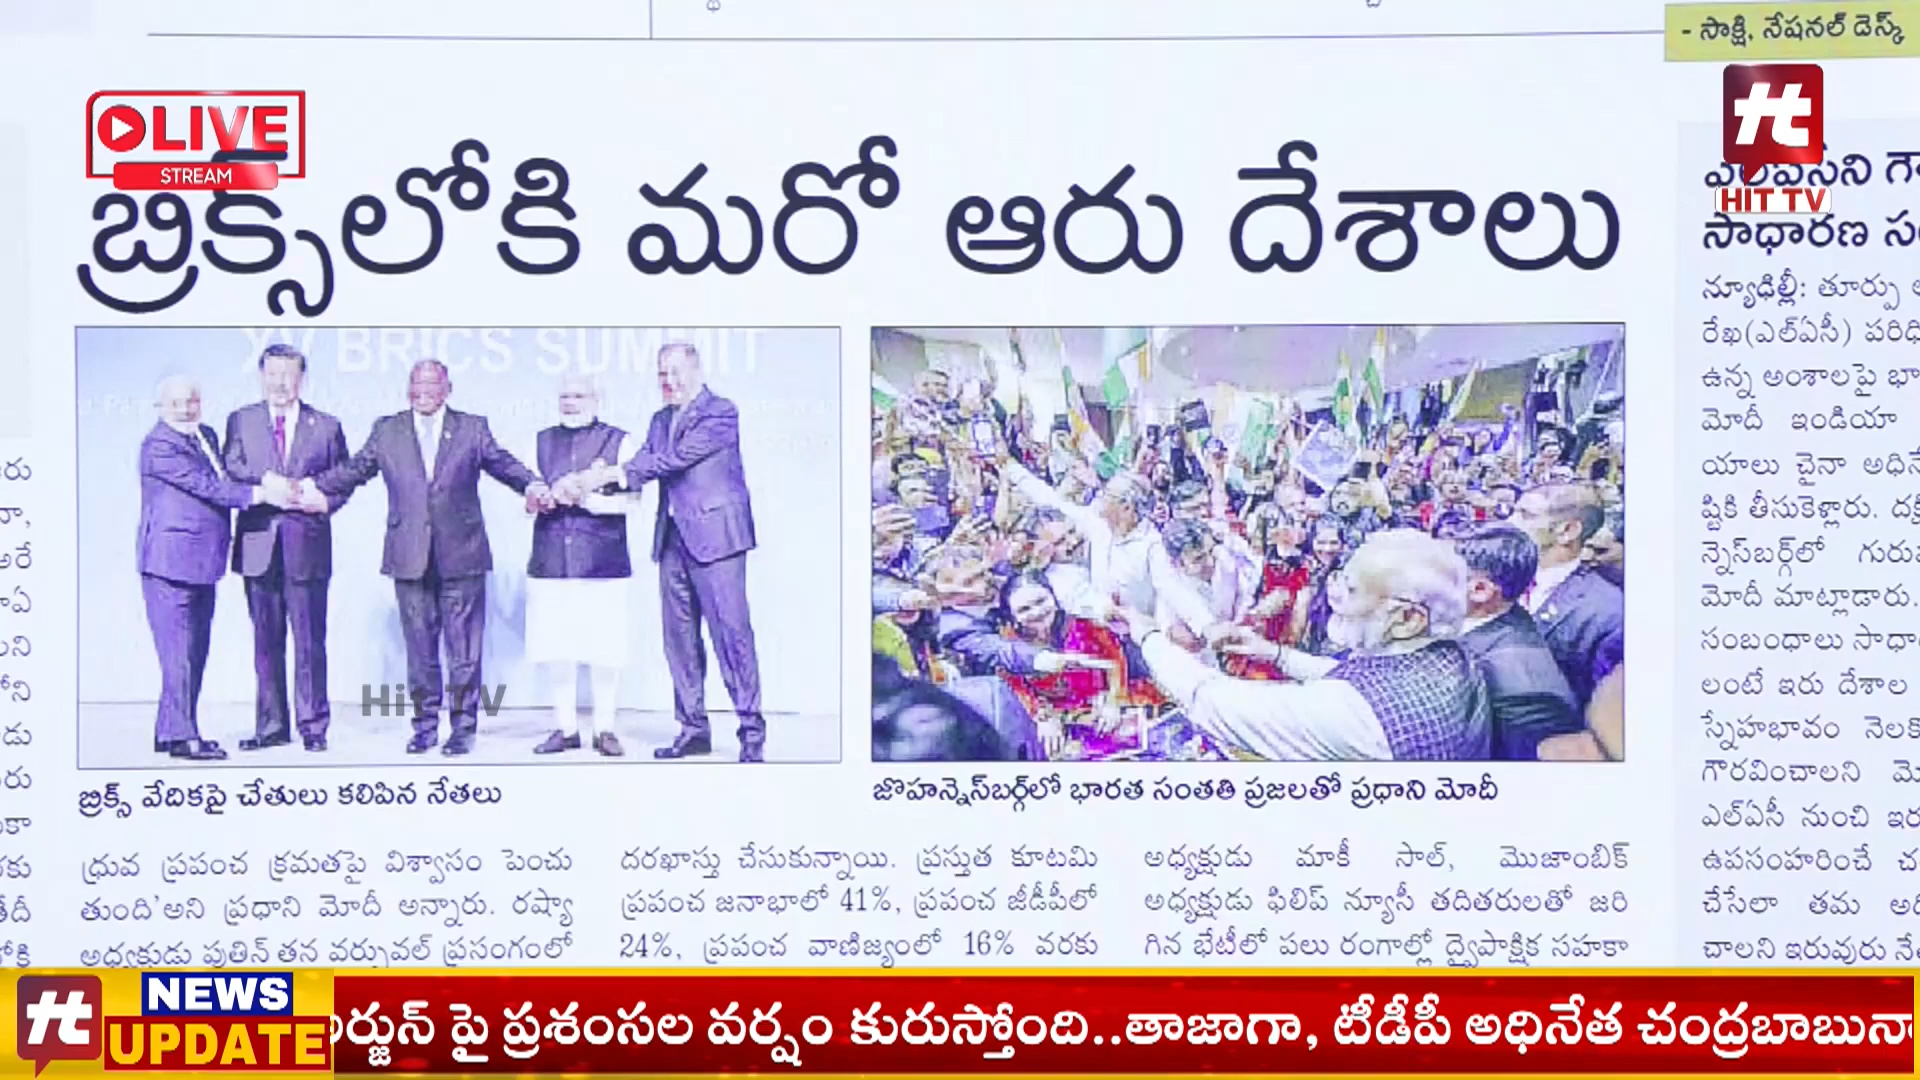 - సాక్షి, నేషనల్ డెస్క్
LIVE
STREAM
HIT TV
బ్రిక్స్‌లోకి మరో ఆరు దేశాలు
XV BRICS SUMMIT
Hit TV
బ్రిక్స్ వేదికపై చేతులు కలిపిన నేతలు
జొహన్నెస్‌బర్గ్‌లో భారత సంతతి ప్రజలతో ప్రధాని మోదీ
ధ్రువ ప్రపంచ క్రమతపై విశ్వాసం పెంచు
తుంది'అని ప్రధాని మోదీ అన్నారు. రష్యా
అధ్యక్షుడు పుతిన్ తన వర్చువల్ ప్రసంగంలో
దరఖాస్తు చేసుకున్నాయి. ప్రస్తుత కూటమి
ప్రపంచ జనాభాలో 41%, ప్రపంచ జీడీపీలో
24%, ప్రపంచ వాణిజ్యంలో 16% వరకు
అధ్యక్షుడు మాకీ సాల్, మొజాంబిక్
అధ్యక్షుడు ఫిలిప్ న్యూసీ తదితరులతో జరి
గిన భేటీలో పలు రంగాల్లో ద్వైపాక్షిక సహకా
సాధారణ
న్యూఢిల్లీ: తూర్పు
రేఖ(ఎల్ఏసీ)
ఉన్న అంశాలపై
మోదీ ఇండియా
యాలు చైనా
ష్టికి తీసుకెళ్లారు.
న్నెస్‌బర్గ్‌లో
మోదీ మాట్లాడారు.
సంబంధాలు
లంటే ఇరు దేశాల
స్నేహభావం
గౌరవించాలని
ఎల్ఏసీ నుంచి
ఉపసంహరించే
చేసేలా తమ
చాలని ఇరువురు
NEWS
UPDATE
ర్జున్ పై ప్రశంసల వర్షం కురుస్తోంది..తాజాగా, టీడీపీ అధినేత చంద్రబాబునా